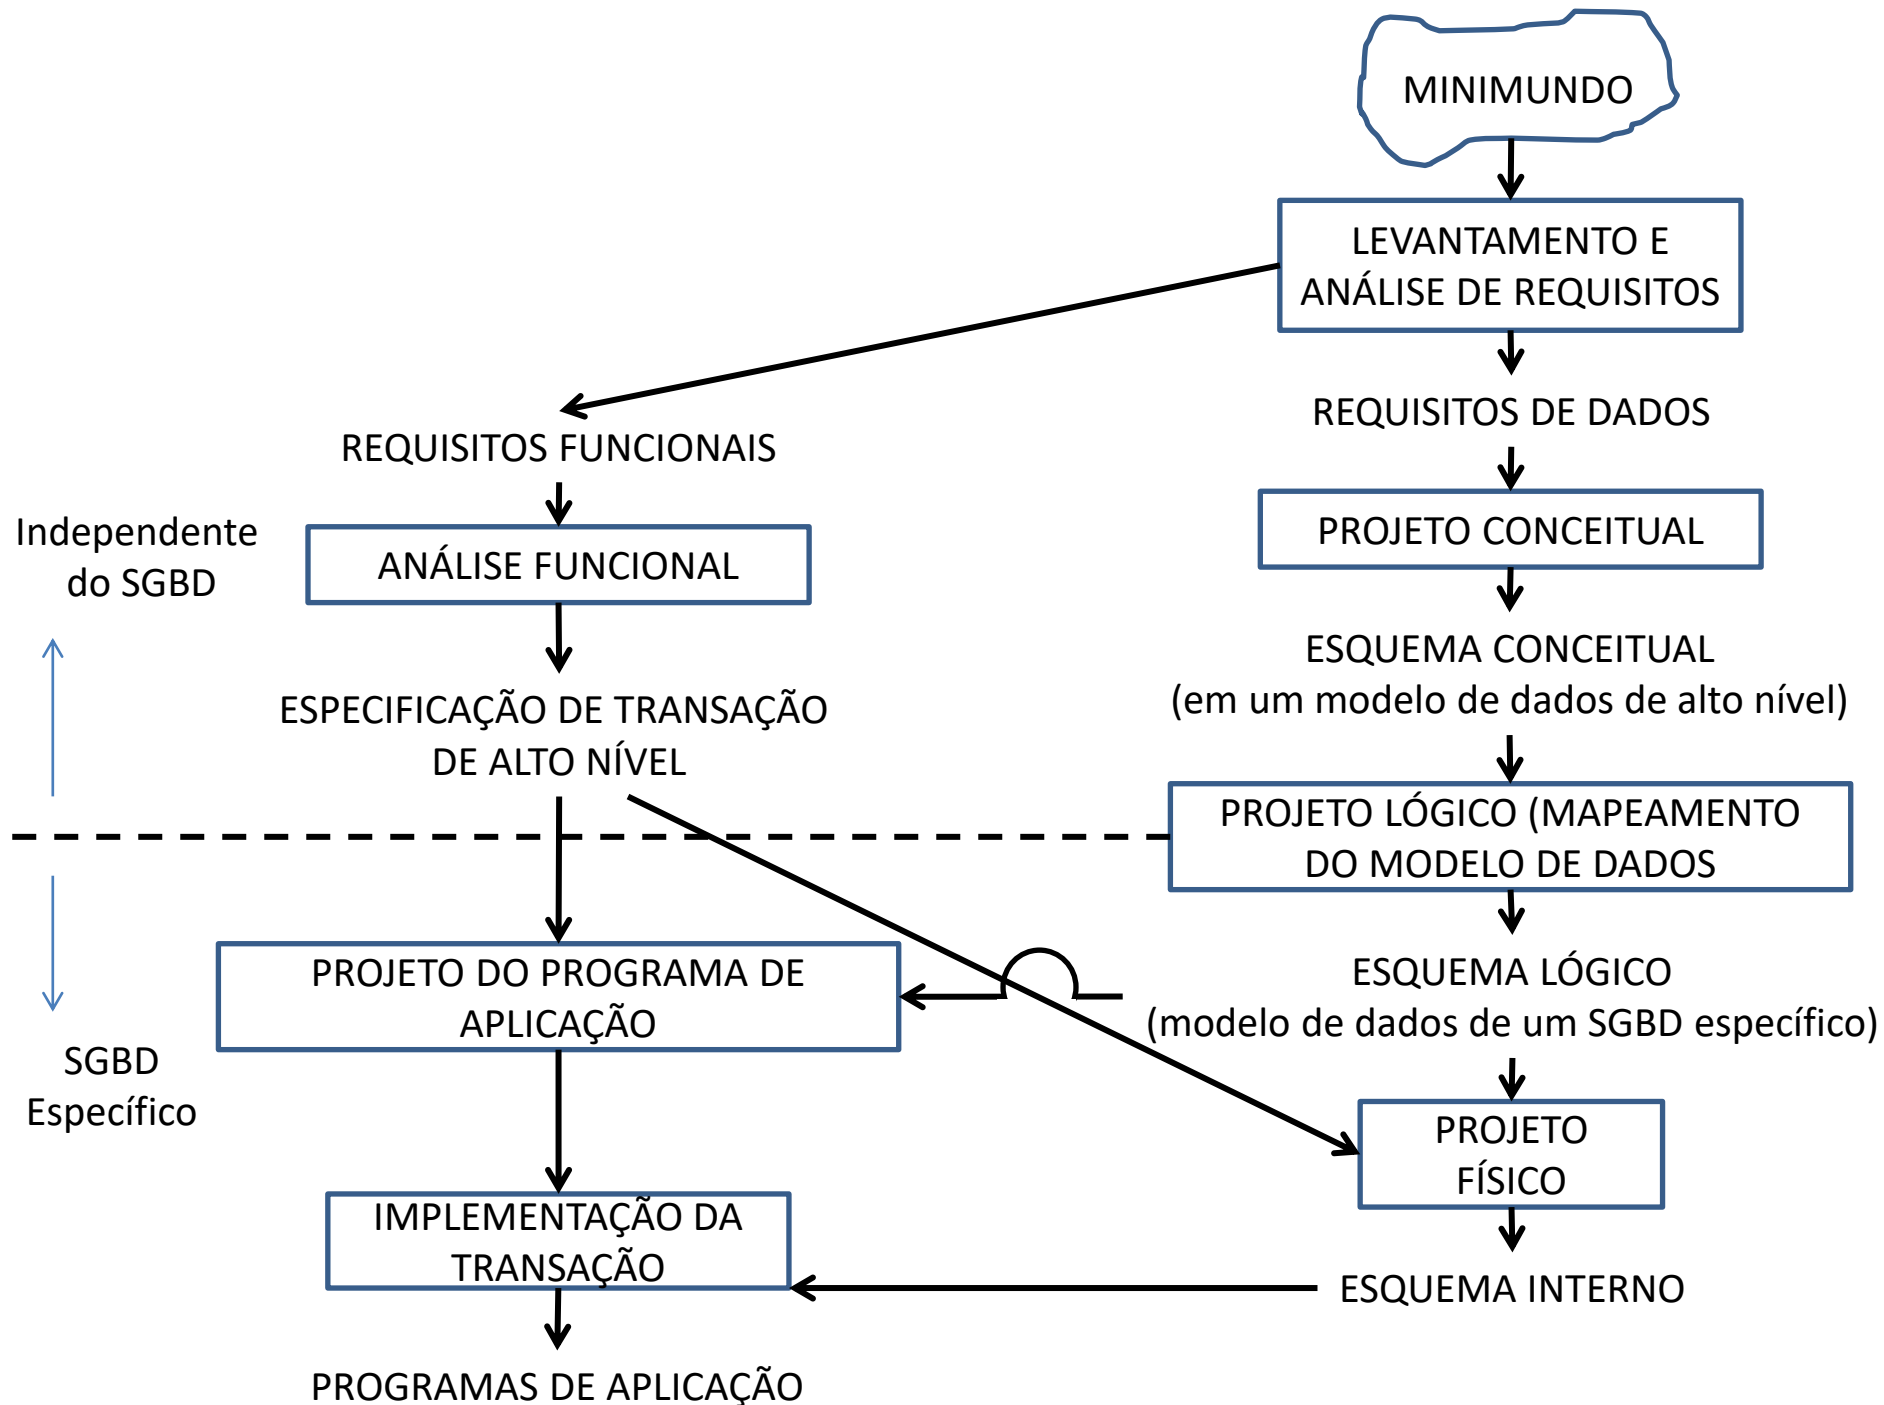 MINIMUNDO
LEVANTAMENTO E
ANÁLISE DE REQUISITOS
REQUISITOS DE DADOS
REQUISITOS FUNCIONAIS
PROJETO CONCEITUAL
Independente
do SGBD
ANÁLISE FUNCIONAL
ESQUEMA CONCEITUAL
(em um modelo de dados de alto nível)
ESPECIFICAÇÃO DE TRANSAÇÃO
DE ALTO NÍVEL
PROJETO LÓGICO (MAPEAMENTO
DO MODELO DE DADOS
PROJETO DO PROGRAMA DE
APLICAÇÃO
ESQUEMA LÓGICO
(modelo de dados de um SGBD específico)
SGBD
Específico
PROJETO
FÍSICO
IMPLEMENTAÇÃO DA
TRANSAÇÃO
ESQUEMA INTERNO
PROGRAMAS DE APLICAÇÃO